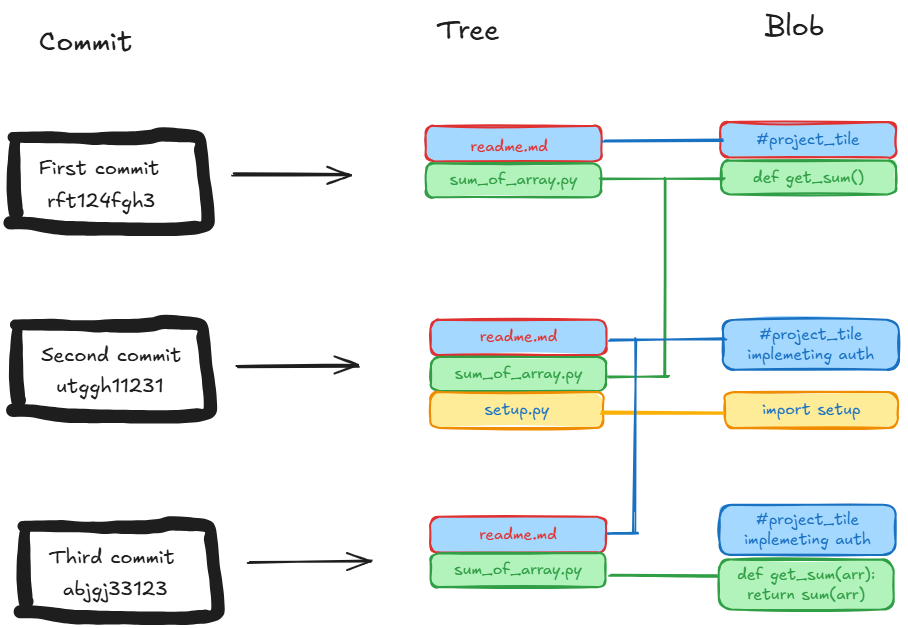 Commit
Tree
Blob
First commit
rft124fgh3
readme.md
sum_of_array.py
#project_tile
def get_sum()
Second commit
utggh11231
readme.md
sum_of_array.py
setup.py
#project_tile
implemeting auth
import setup
Third commit
abjgj33123
readme.md
sum_of_array.py
#project_tile
implemeting auth
def get_sum(arr):
return sum(arr)